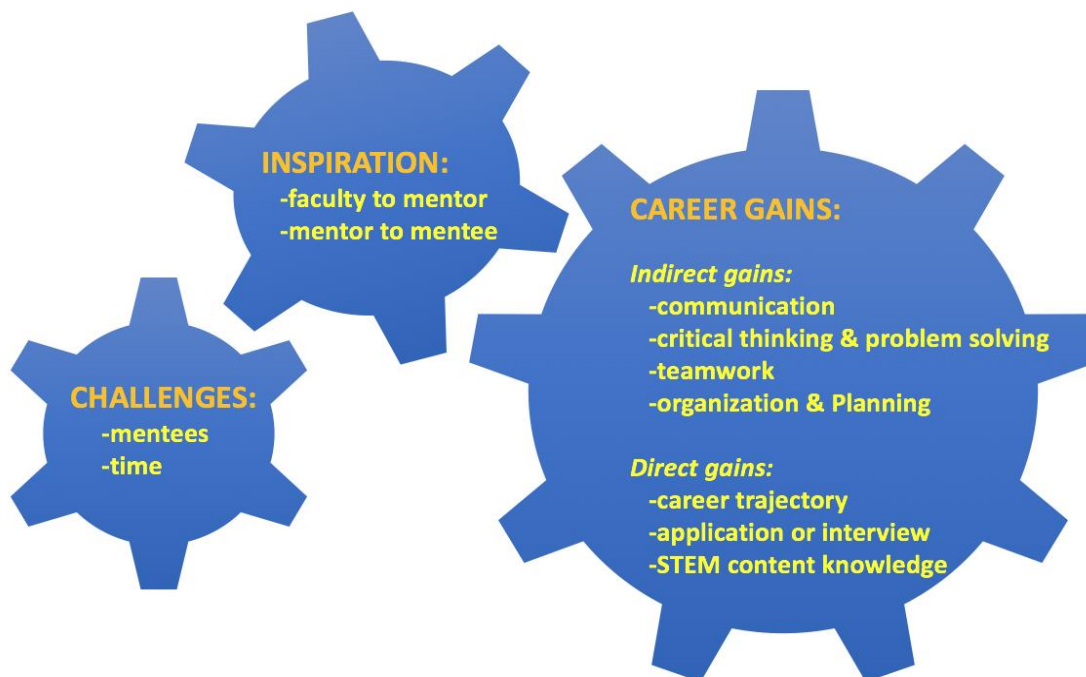 INSPIRATION:
-faculty to mentor
-mentor to mentee
CHALLENGES:
-mentees
-time
CAREER GAINS:
Indirect gains:
-communication
-critical thinking & problem solving
-teamwork
-organization & Planning
Direct gains:
-career trajectory
-application or interview
-STEM content knowledge